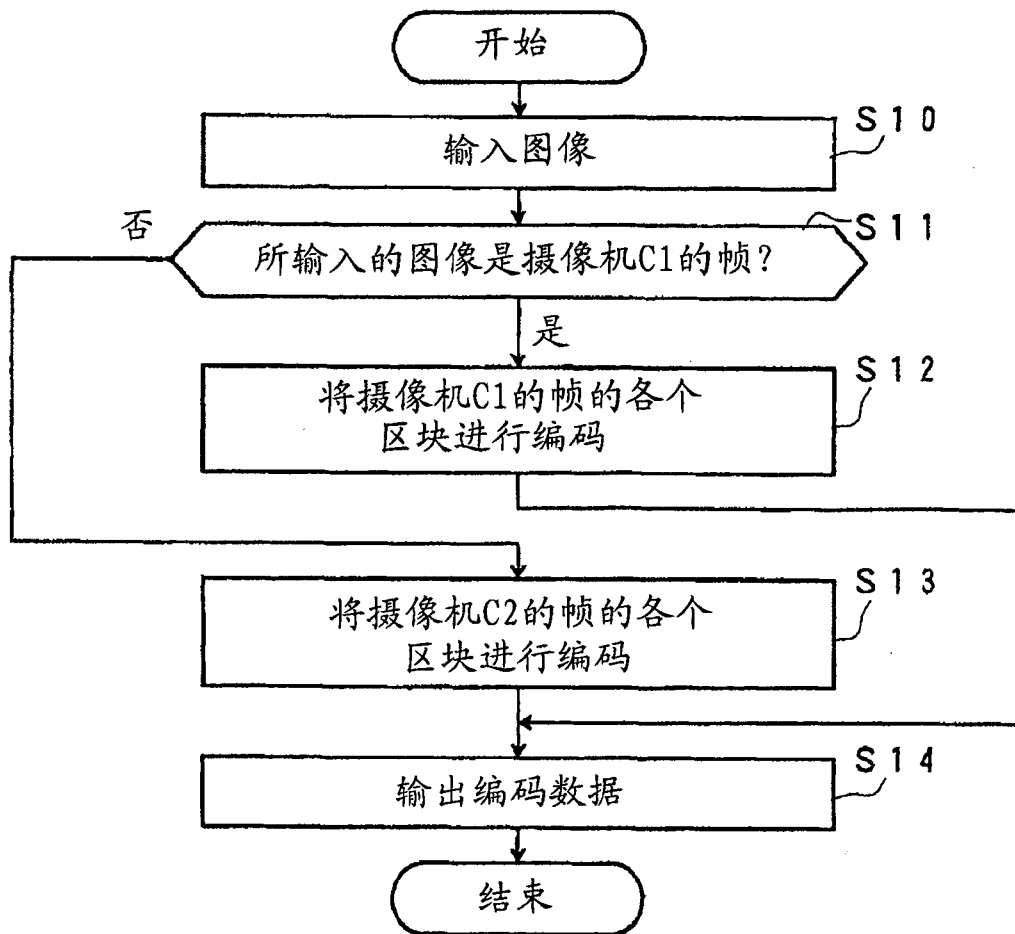 开始
S10
输入图像
否
S11
所输入的图像是摄像机C1的帧?
是
S12
将摄像机C1的帧的各个
区块进行编码
S13
将摄像机C2的帧的各个
区块进行编码
S14
输出编码数据
结束